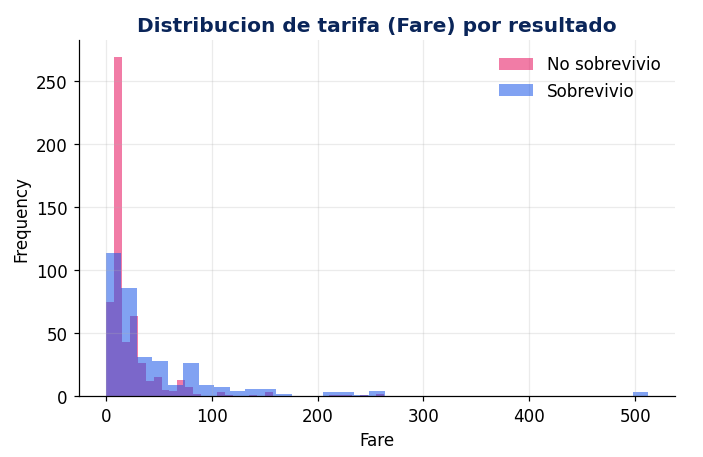 Distribucion de tarifa (Fare) por resultado
No sobrevivio
Sobrevivio
Frequency
250
200
150
100
50
0
0 100 200 300 400 500
Fare